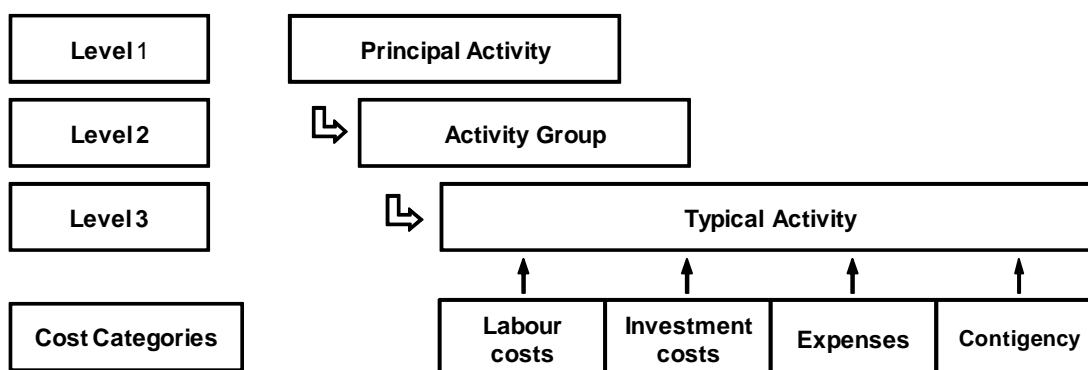 Level 1
Principal Activity
Level 2
Activity Group
Level 3
Typical Activity
Cost Categories
Labour
costs
Investment
costs
Expenses
Contigency